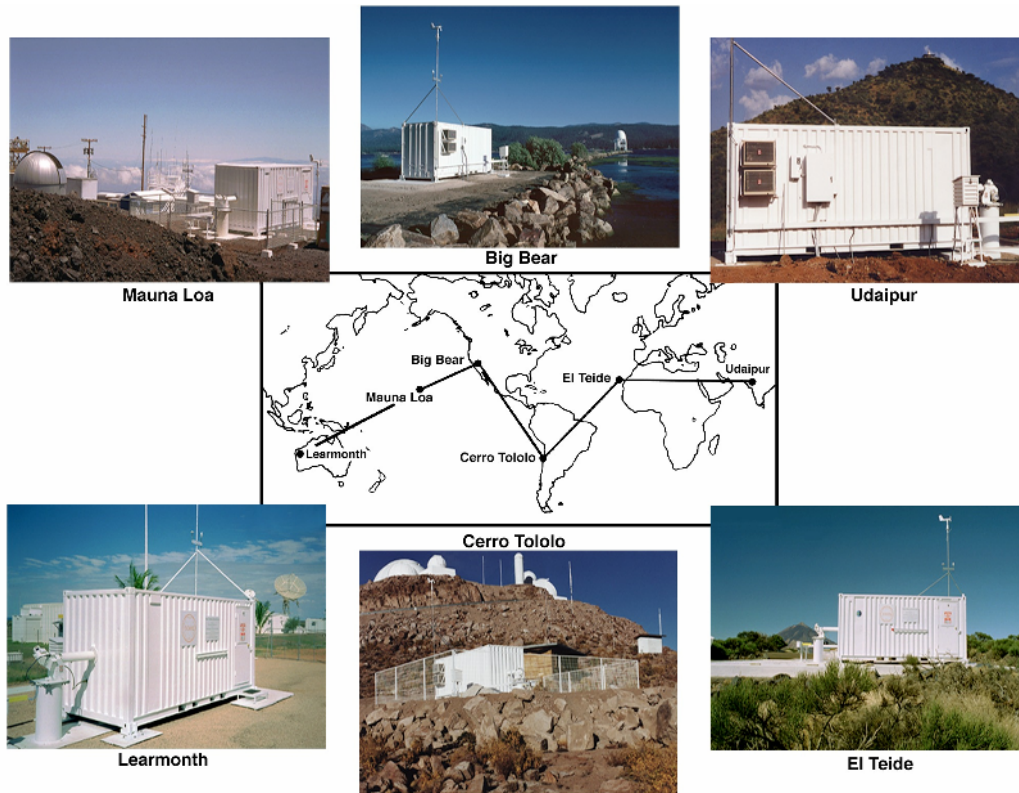 Big Bear
Mauna Loa
Udaipur
Big Bear
Mauna Loa
Learmonth
El Teide
Udaipur
Cerro Tololo
Cerro Tololo
Learmonth
El Teide